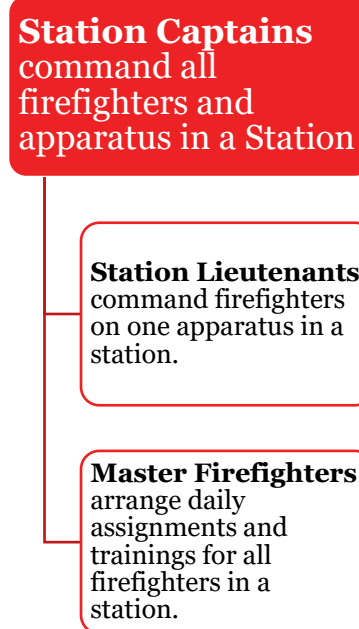 Station Captains
command all
firefighters and
apparatus in a Station
Station Lieutenants
command firefighters
on one apparatus in a
station.
Master Firefighters
arrange daily
assignments and
trainings for all
firefighters in a
station.